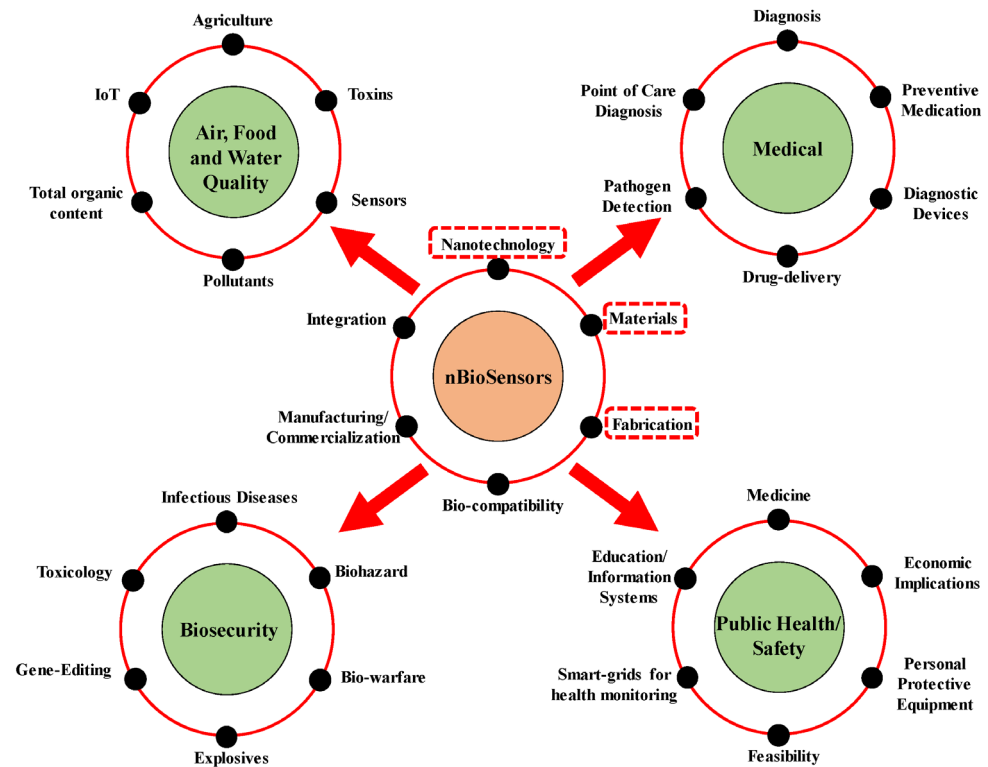 Agriculture
IoT
Toxins
Air, Food
and Water
Quality
Total organic
content
Sensors
Pollutants
Diagnosis
Point of Care
Diagnosis
Preventive
Medication
Medical
Pathogen
Detection
Diagnostic
Devices
Drug-delivery
Nanotechnology
Integration
Materials
nBioSensors
Manufacturing/
Commercialization
Fabrication
Bio-compatibility
Infectious Diseases
Toxicology
Biohazard
Biosecurity
Gene-Editing
Bio-warfare
Explosives
Medicine
Education/
Information
Systems
Economic
Implications
Public Health/
Safety
Smart-grids for
health monitoring
Personal
Protective
Equipment
Feasibility